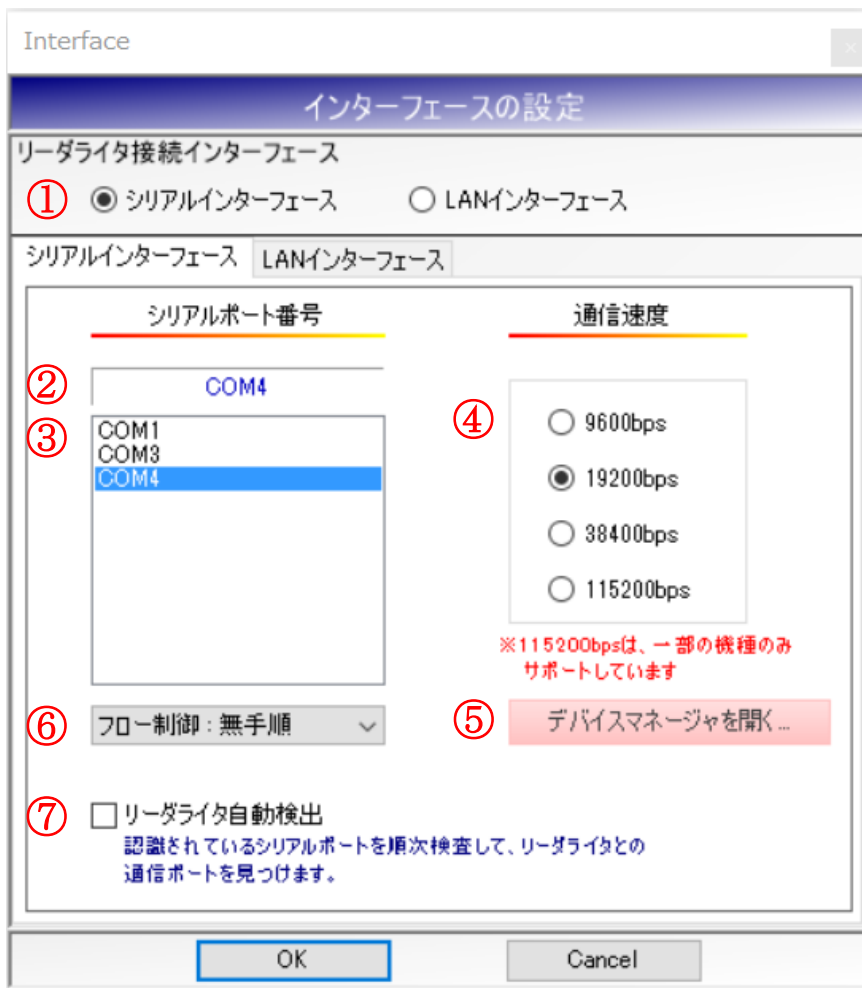 Interface
インターフェースの設定
リーダライタ接続インターフェース
① シリアルインターフェース LANインターフェース
シリアルインターフェース LANインターフェース
シリアルポート番号 通信速度
② COM4
③ COM1
COM3
COM4
④ 9600bps
19200bps
38400bps
115200bps
※115200bpsは、一部の機種のみ
サポートしています
⑥ フロー制御 : 無手順
⑤ デバイスマネージャを開く...
⑦ リーダライタ自動検出
認識されているシリアルポートを順次検査して、リーダライタとの
通信ポートを見つけます。
OK Cancel